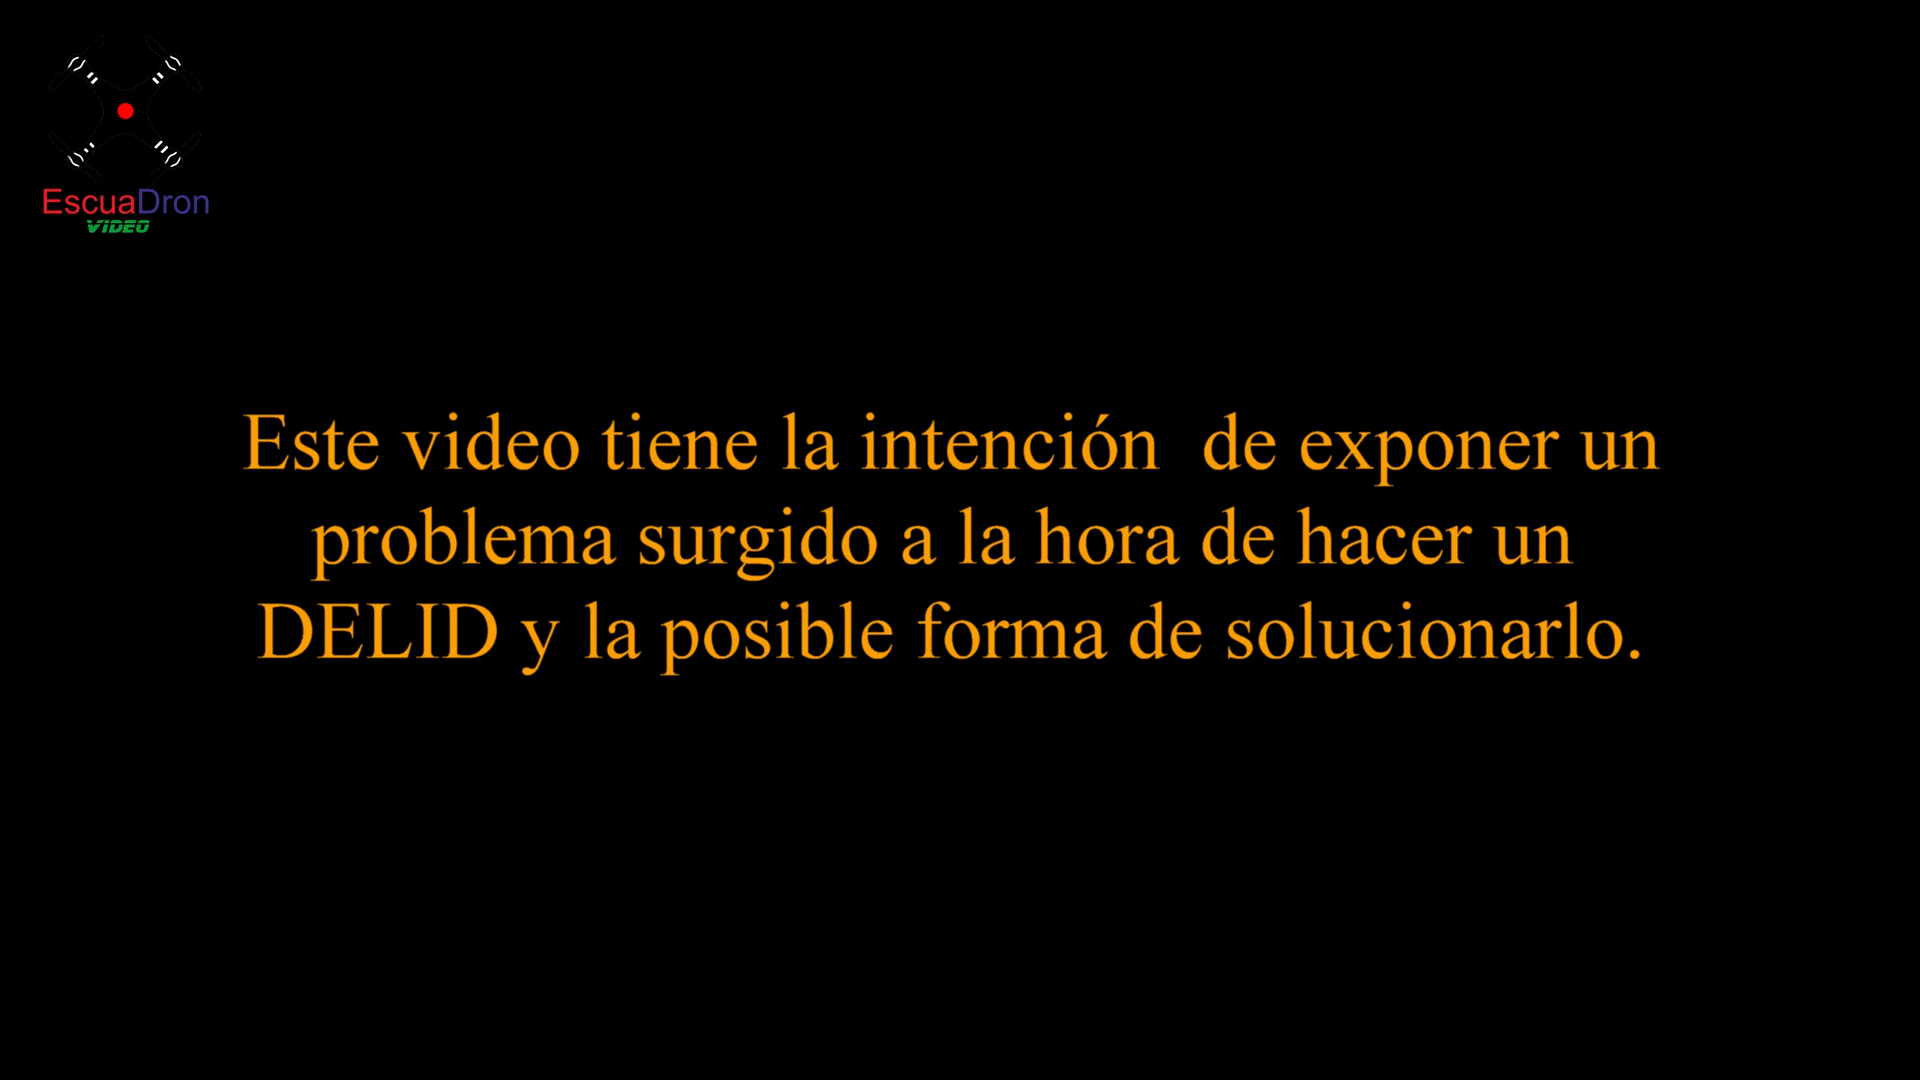 EscuaDron
VIDEO
Este video tiene la intención  de exponer un
problema surgido a la hora de hacer un
DELID y la posible forma de solucionarlo.